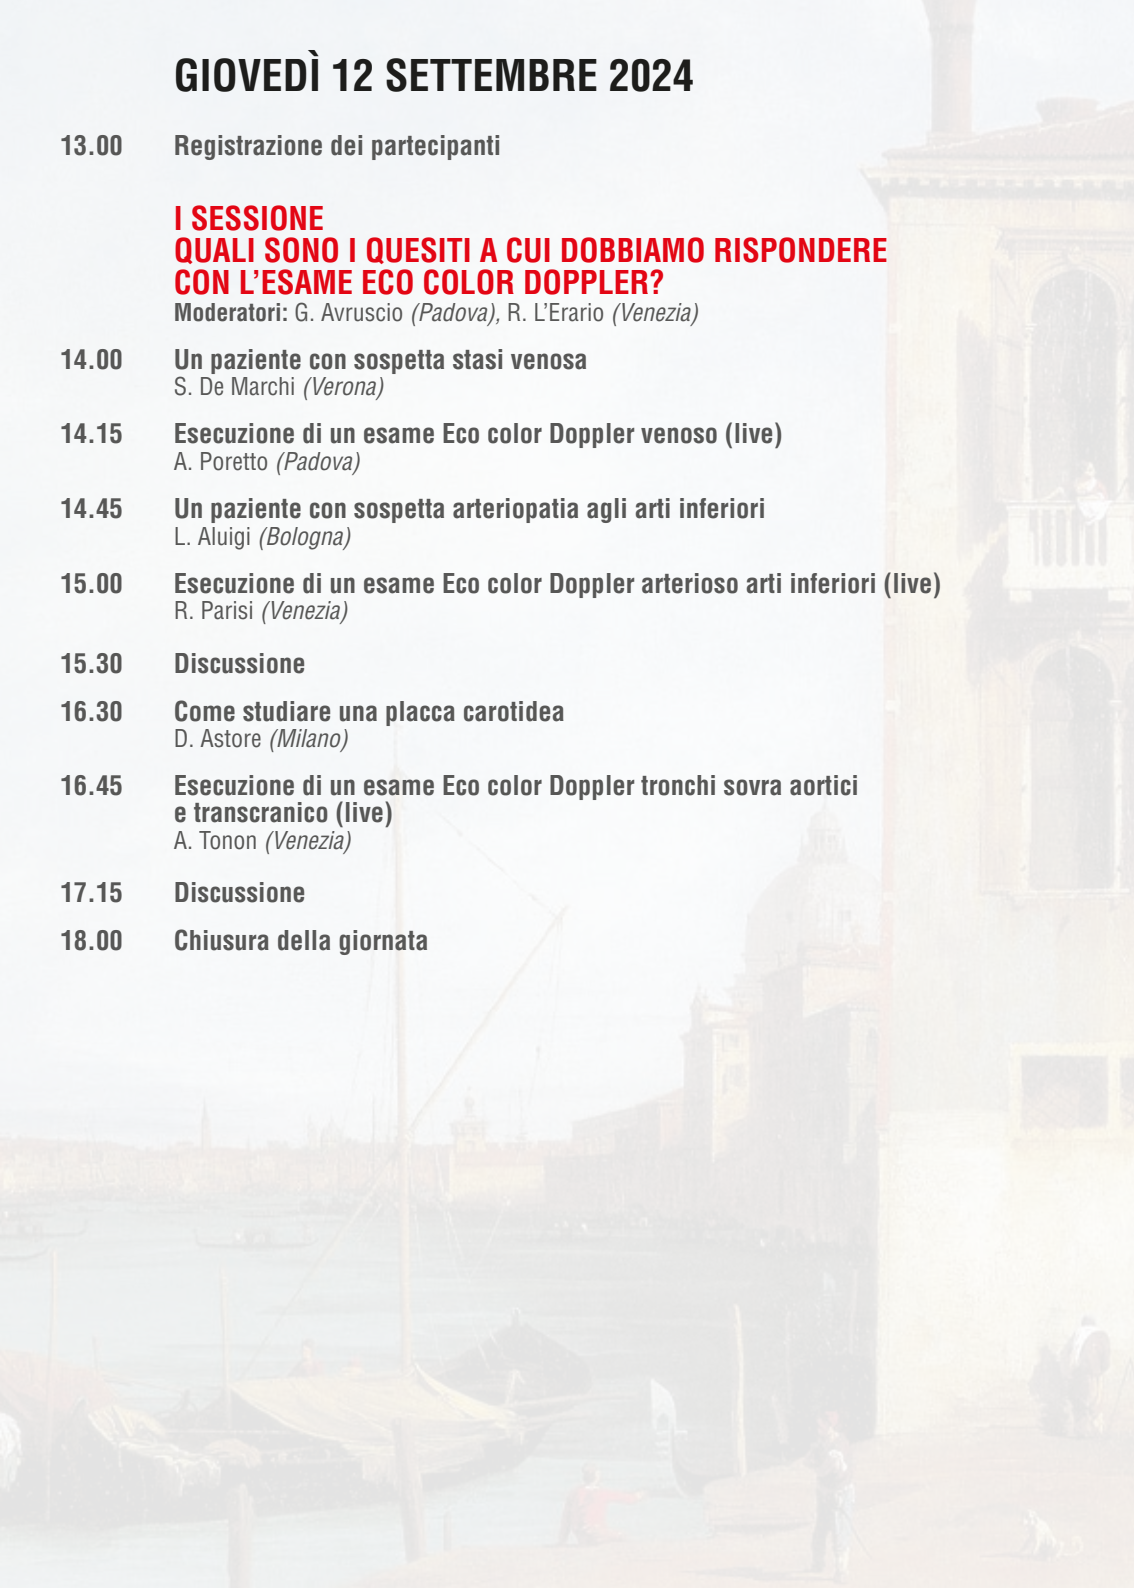 GIOVEDÌ 12 SETTEMBRE 2024
13.00 Registrazione dei partecipanti
I SESSIONE
QUALI SONO I QUESITI A CUI DOBBIAMO RISPONDERE
CON L’ESAME ECO COLOR DOPPLER?
Moderatori: G. Avruscio (Padova), R. L’Erario (Venezia)
14.00 Un paziente con sospetta stasi venosa
S. De Marchi (Verona)
14.15 Esecuzione di un esame Eco color Doppler venoso (live)
A. Poretto (Padova)
14.45 Un paziente con sospetta arteriopatia agli arti inferiori
L. Aluigi (Bologna)
15.00 Esecuzione di un esame Eco color Doppler arterioso arti inferiori (live)
R. Parisi (Venezia)
15.30 Discussione
16.30 Come studiare una placca carotidea
D. Astore (Milano)
16.45 Esecuzione di un esame Eco color Doppler tronchi sovra aortici
e transcranico (live)
A. Tonon (Venezia)
17.15 Discussione
18.00 Chiusura della giornata